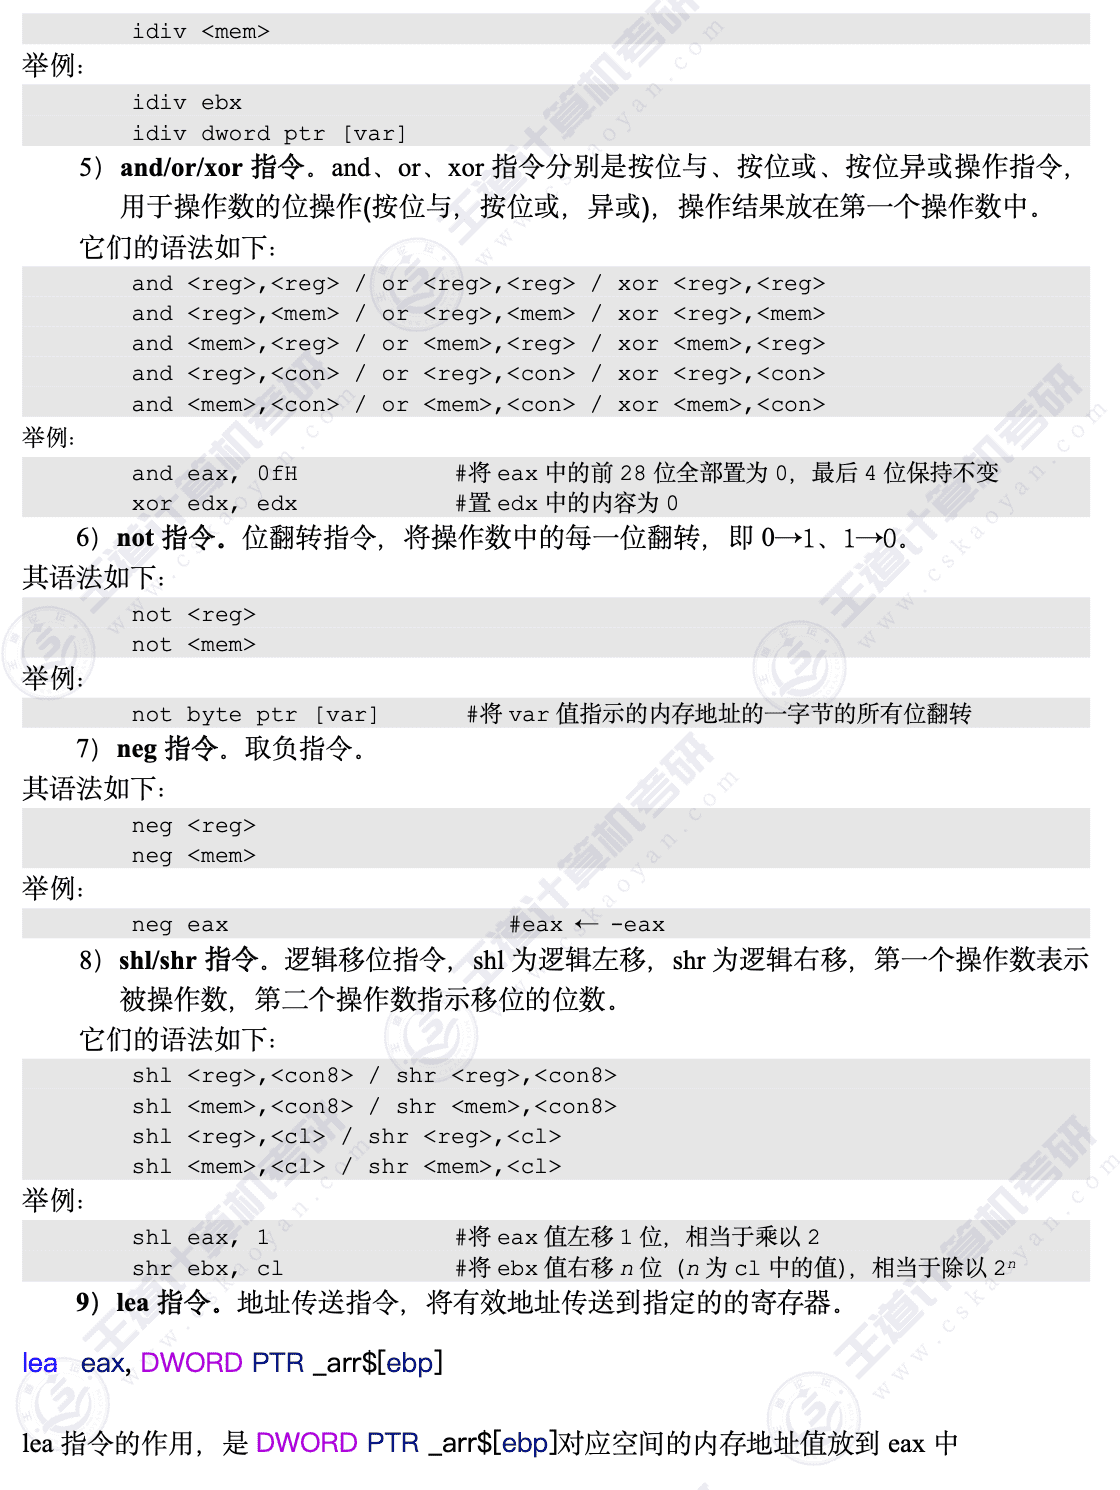 idiv <mem>
举例：
idiv ebx
idiv dword ptr [var]
5）and/or/xor 指令。and、or、xor 指令分别是按位与、按位或、按位异或操作指令，
用于操作数的位操作(按位与，按位或，异或)，操作结果放在第一个操作数中。
它们的语法如下：
and <reg>,<reg> / or <reg>,<reg> / xor <reg>,<reg>
and <reg>,<mem> / or <reg>,<mem> / xor <reg>,<mem>
and <mem>,<reg> / or <mem>,<reg> / xor <mem>,<reg>
and <reg>,<con> / or <reg>,<con> / xor <reg>,<con>
and <mem>,<con> / or <mem>,<con> / xor <mem>,<con>
举例：
and eax, 0fH #将 eax 中的前 28 位全部置为 0，最后 4 位保持不变
xor edx, edx #置 edx 中的内容为 0
6）not 指令。位翻转指令，将操作数中的每一位翻转，即 0→1、1→0。
其语法如下：
not <reg>
not <mem>
举例：
not byte ptr [var] #将 var 值指示的内存地址的一字节的所有位翻转
7）neg 指令。取负指令。
其语法如下：
neg <reg>
neg <mem>
举例：
neg eax #eax ← -eax
8）shl/shr 指令。逻辑移位指令，shl 为逻辑左移，shr 为逻辑右移，第一个操作数表示
被操作数，第二个操作数指示移位的位数。
它们的语法如下：
shl <reg>,<con8> / shr <reg>,<con8>
shl <mem>,<con8> / shr <mem>,<con8>
shl <reg>,<cl> / shr <reg>,<cl>
shl <mem>,<cl> / shr <mem>,<cl>
举例：
shl eax, 1 #将 eax 值左移 1 位，相当于乘以 2
shr ebx, cl #将 ebx 值右移 n 位（n 为 cl 中的值），相当于除以 2ⁿ
9）lea 指令。地址传送指令，将有效地址传送到指定的的寄存器。
lea eax, DWORD PTR _arr$[ebp]
lea 指令的作用，是 DWORD PTR _arr$[ebp]对应空间的内存地址值放到 eax 中
王道计算机考研
www.cskaoyan.com